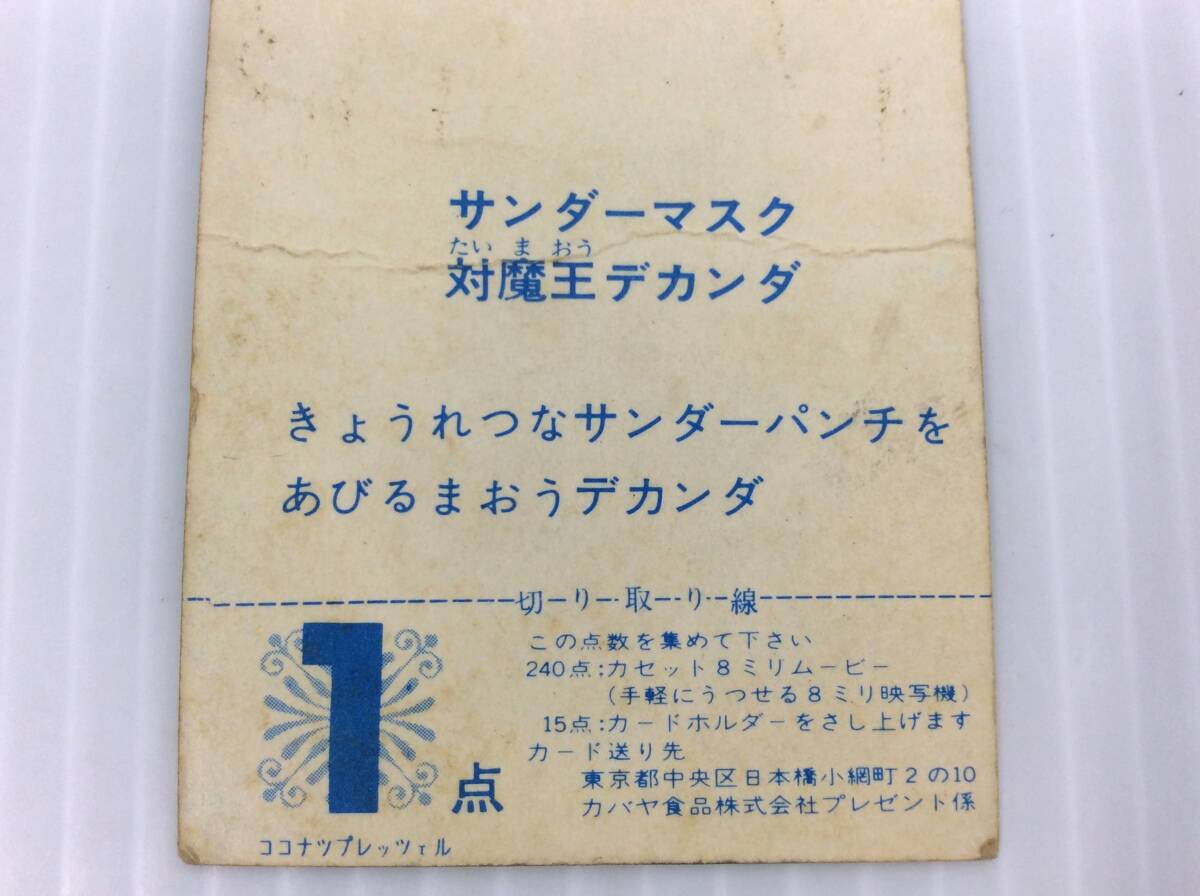 サンダーマスク
たいまおう
対魔王デカンダ
きょうれつなサンダーパンチを
あびるまおうデカンダ
切り取り線
1点
この点数を集めて下さい
240点:カセット8ミリムービー
(手軽にうつせる8ミリ映写機)
15点:カードホルダーをさし上げます
カード送り先
東京都中央区日本橋小網町2の10
カバヤ食品株式会社プレゼント係
ココナツプレッツェル